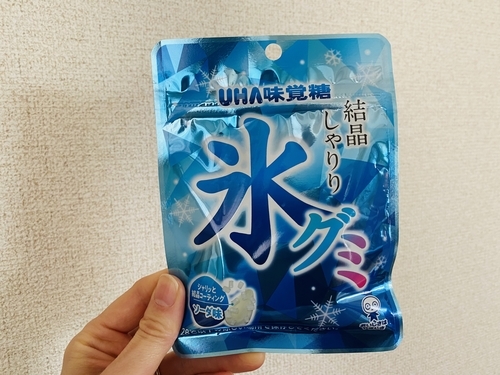 UHA味覚糖
結晶
しゃりり
氷グミ
シャリッと
結晶コーティング
ソーダ味